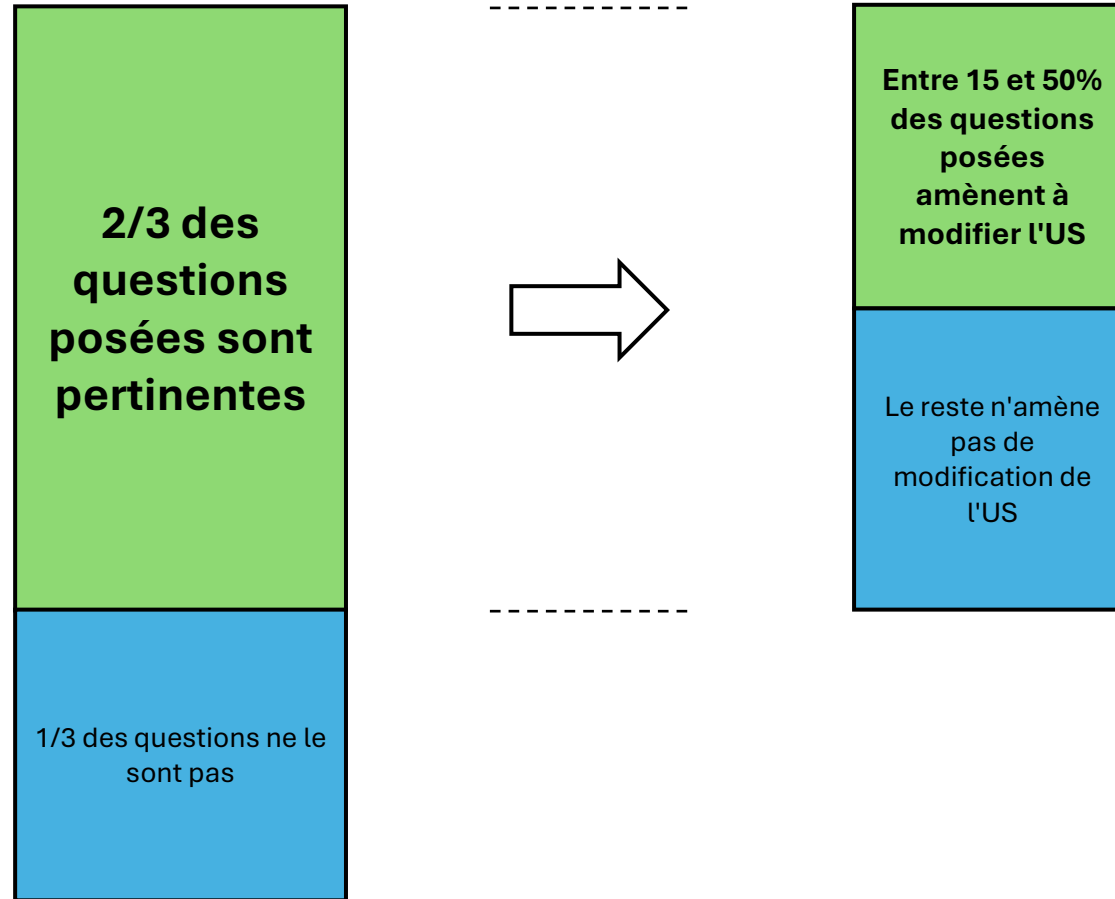 2/3 des
questions
posées sont
pertinentes
1/3 des questions ne le
sont pas
Entre 15 et 50%
des questions
posées
amènent à
modifier l'US
Le reste n'amène
pas de
modification de
l'US